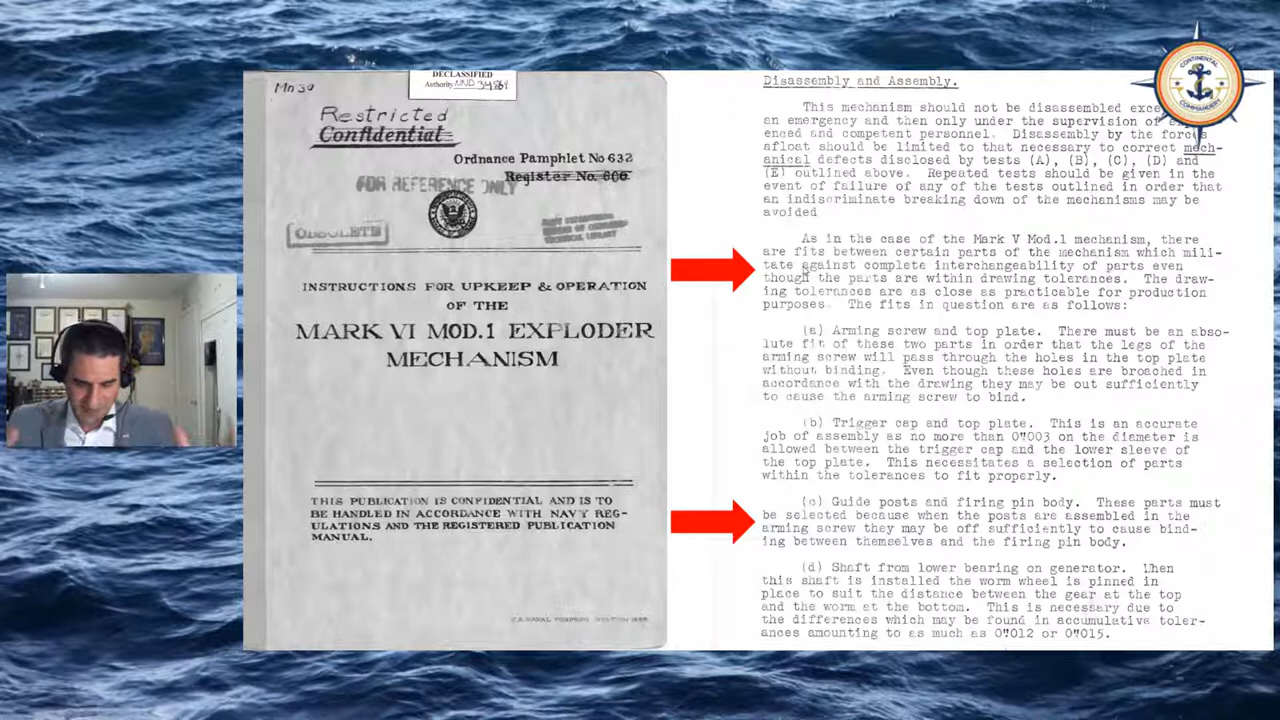 DECLASSIFIED
Authority NND 34864
Mn 30
Restricted
Confidential
Ordnance Pamphlet No 632
Register No. 600
FOR REFERENCE ONLY
OBSOLETE
INSTRUCTIONS FOR UPKEEP & OPERATION
OF THE
MARK VI MOD.1 EXPLODER
MECHANISM
THIS PUBLICATION IS CONFIDENTIAL AND IS TO
BE HANDLED IN ACCORDANCE WITH NAVY REG-
ULATIONS AND THE REGISTERED PUBLICATION
MANUAL.
U.S. NAVAL TORPEDO STATION
Disassembly and Assembly.
This mechanism should not be disassembled
an emergency and then only under the supervision of
enced and competent personnel. Disassembly by the forces
afloat should be limited to that necessary to correct mech-
anical defects disclosed by tests (A), (B), (C), (D) and
(E) outlined above. Repeated tests should be given in the
event of failure of any of the tests outlined in order that
an indiscriminate breaking down of the mechanisms may be
avoided
As in the case of the Mark V Mod.1 mechanism, there
are fits between certain parts of the mechanism which mili-
tate against complete interchangeability of parts even
though the parts are within drawing tolerances. The draw-
ing tolerances are as close as practicable for production
purposes. The fits in question are as follows:
(a) Arming screw and top plate. There must be an abso-
lute fit of these two parts in order that the legs of the
arming screw will pass through the holes in the top plate
without binding. Even though these holes are broached in
accordance with the drawing they may be out sufficiently
to cause the arming screw to bind.
(b) Trigger cap and top plate. This is an accurate
job of assembly as no more than 0"003 on the diameter is
allowed between the trigger cap and the lower sleeve of
the top plate. This necessitates a selection of parts
within the tolerances to fit properly.
(c) Guide posts and firing pin body. These parts must
be selected because when the posts are assembled in the
arming screw they may be off sufficiently to cause bind-
ing between themselves and the firing pin body.
(d) Shaft from lower bearing on generator. When
this shaft is installed the worm wheel is pinned in
place to suit the distance between the gear at the top
and the worm at the bottom. This is necessary due to
the differences which may be found in accumulative toler-
ances amounting to as much as 0"012 or 0"015.
CONTINENTAL
COMMANDERY